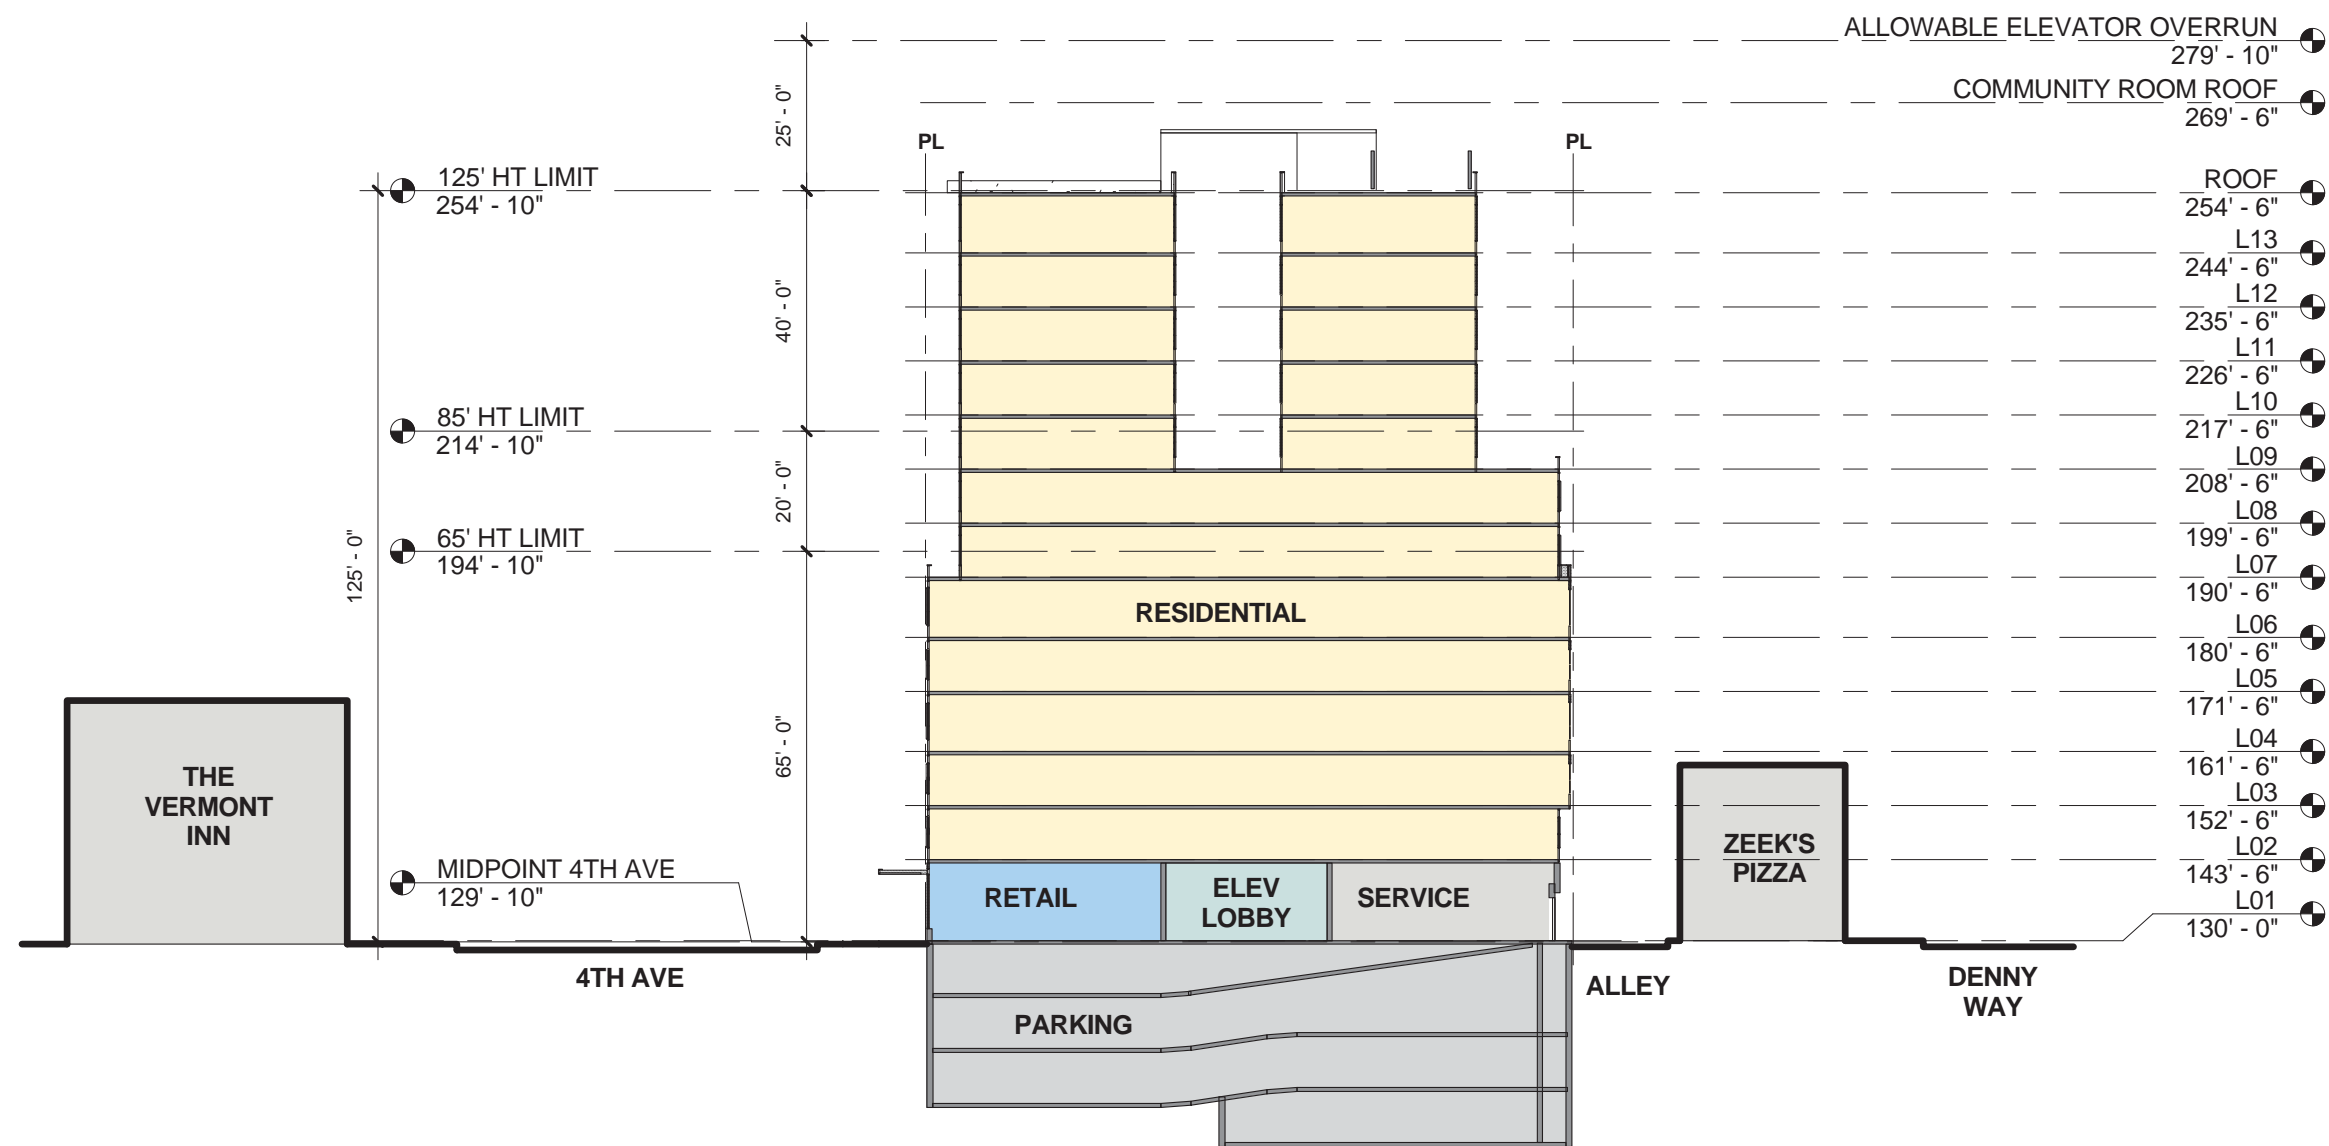 ALLOWABLE ELEVATOR OVERRUN
279' - 10"
COMMUNITY ROOM ROOF
269' - 6"
25' - 0"
PL
PL
125' HT LIMIT
254' - 10"
ROOF
254' - 6"
L13
244' - 6"
L12
235' - 6"
40' - 0"
L11
226' - 6"
85' HT LIMIT
214' - 10"
L10
217' - 6"
L09
208' - 6"
20' - 0"
L08
199' - 6"
65' HT LIMIT
194' - 10"
125' - 0"
L07
190' - 6"
RESIDENTIAL
L06
180' - 6"
L05
171' - 6"
65' - 0"
L04
161' - 6"
THE
VERMONT
INN
L03
152' - 6"
ZEEK'S
PIZZA
L02
143' - 6"
MIDPOINT 4TH AVE
129' - 10"
RETAIL
ELEV
LOBBY
SERVICE
L01
130' - 0"
4TH AVE
ALLEY
DENNY
WAY
PARKING